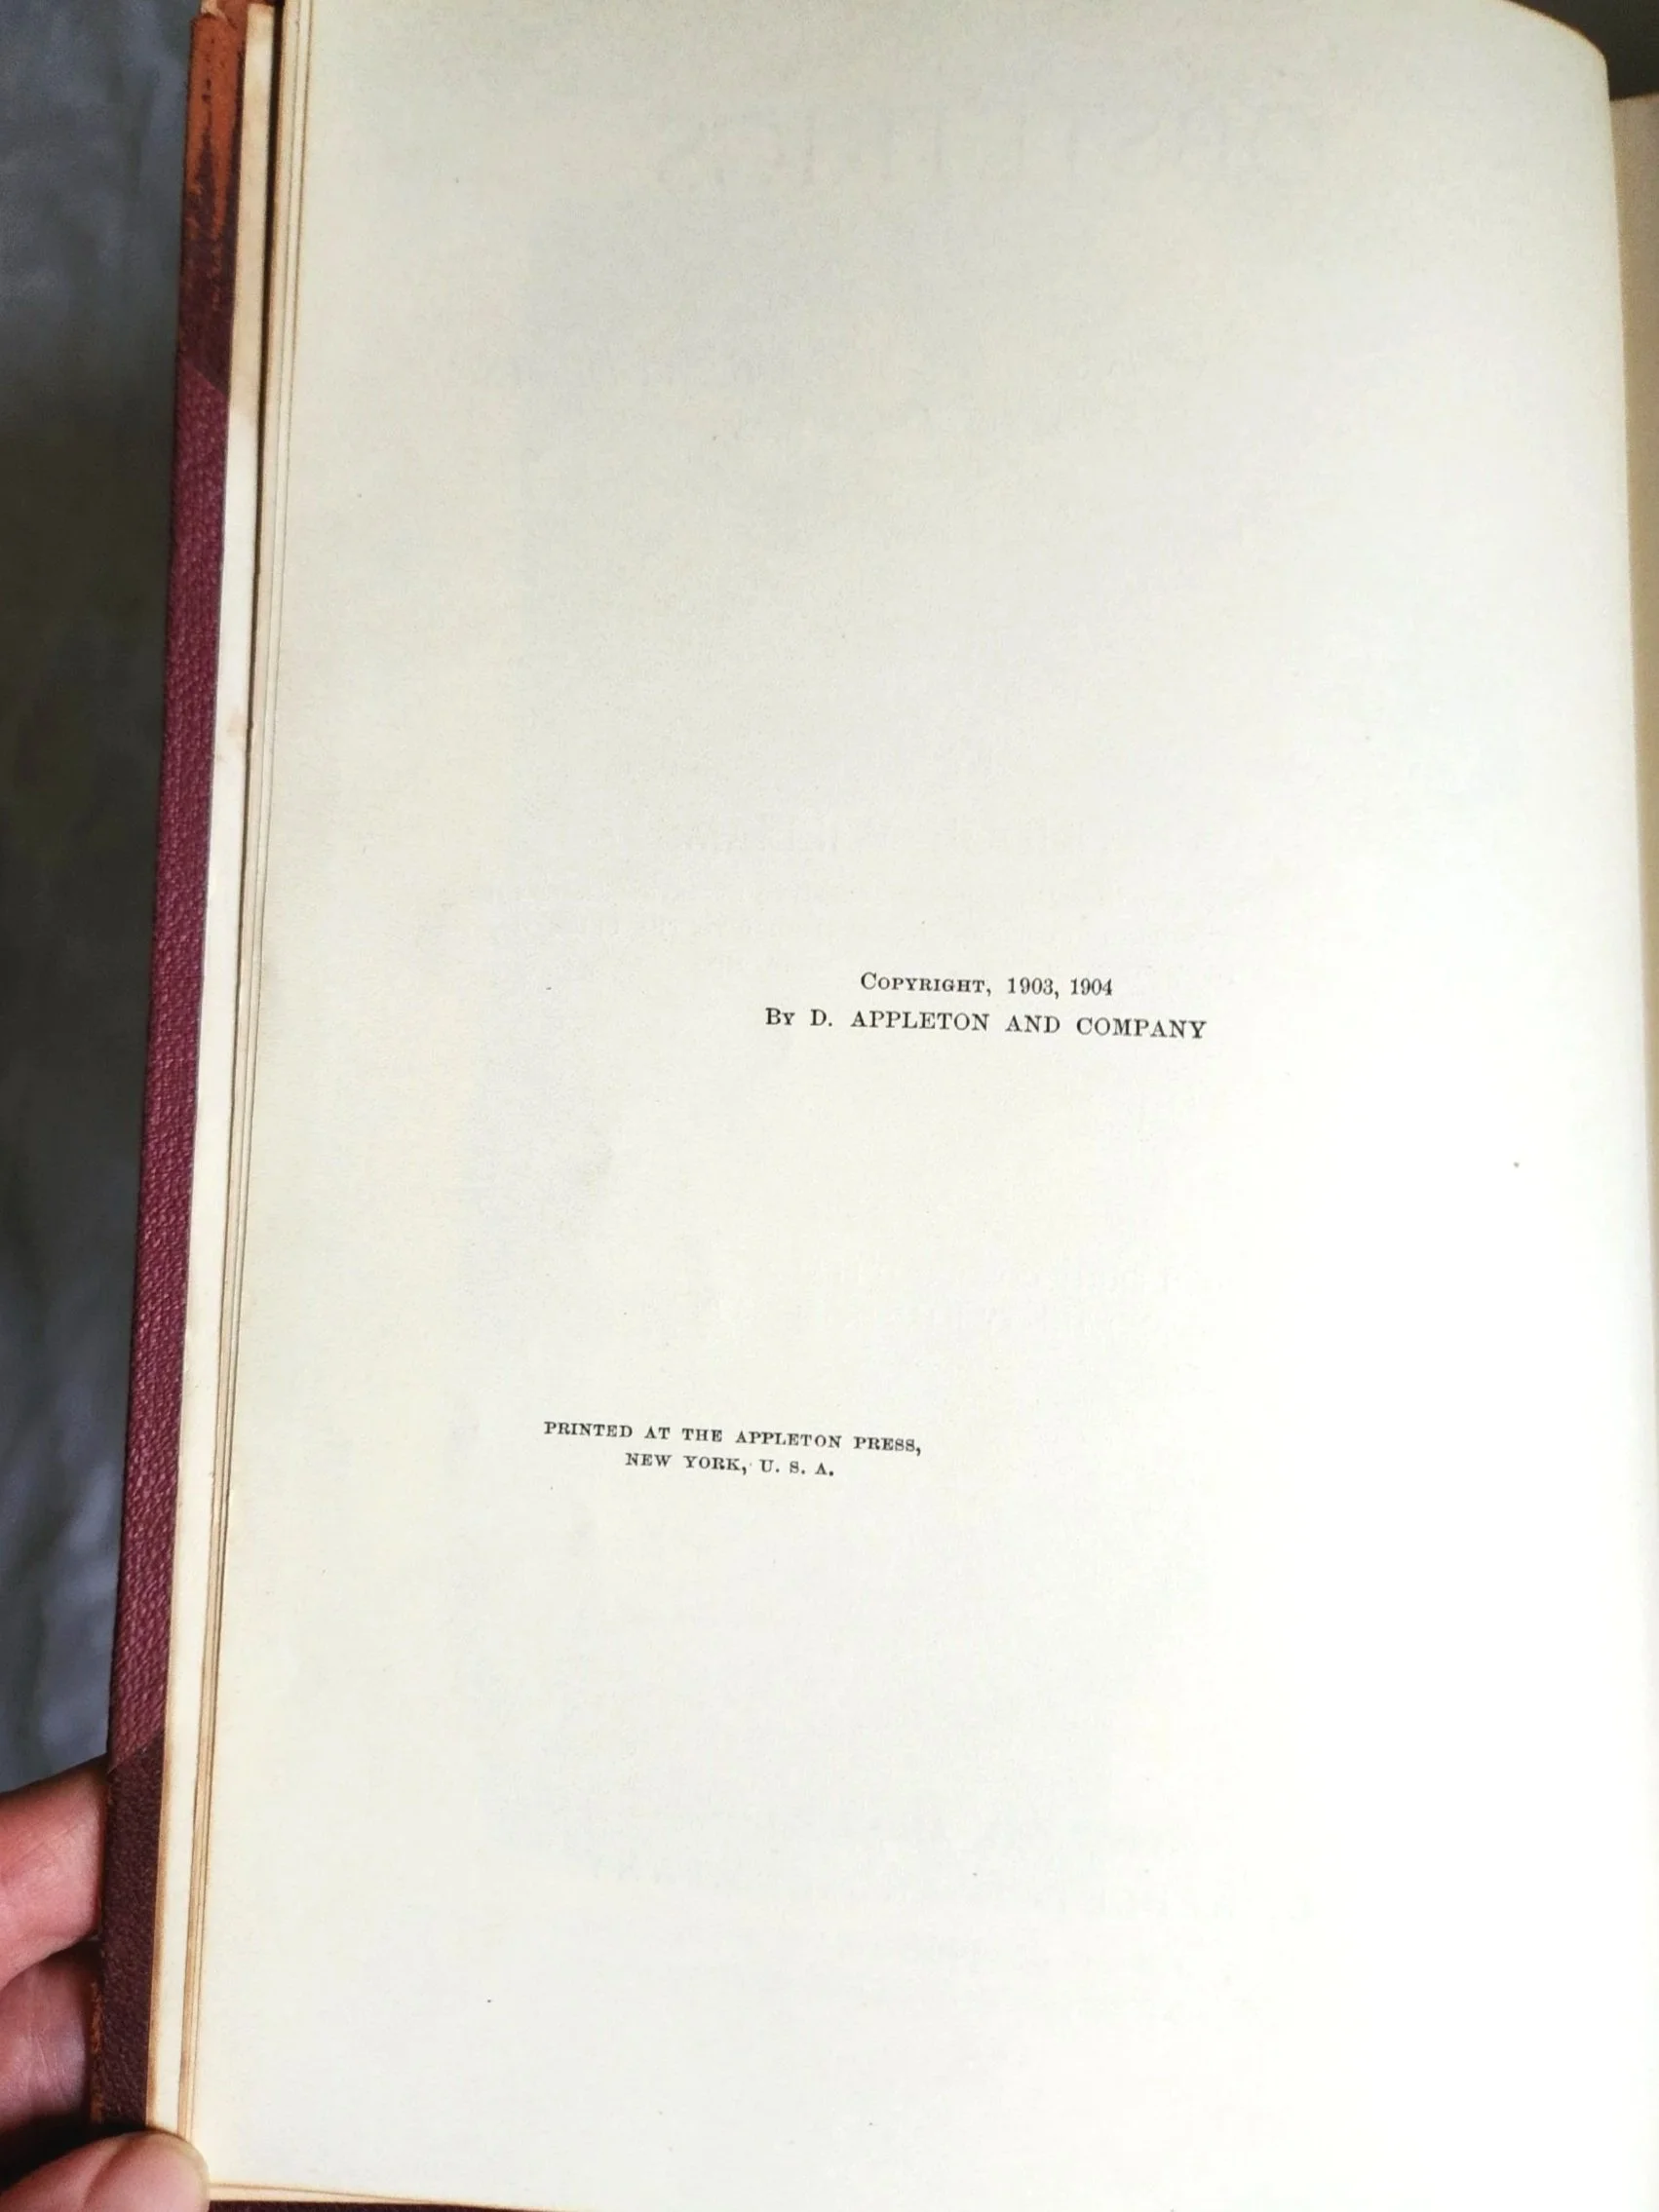 Copyright, 1903, 1904
By D. APPLETON AND COMPANY
PRINTED AT THE APPLETON PRESS,
NEW YORK, U. S. A.